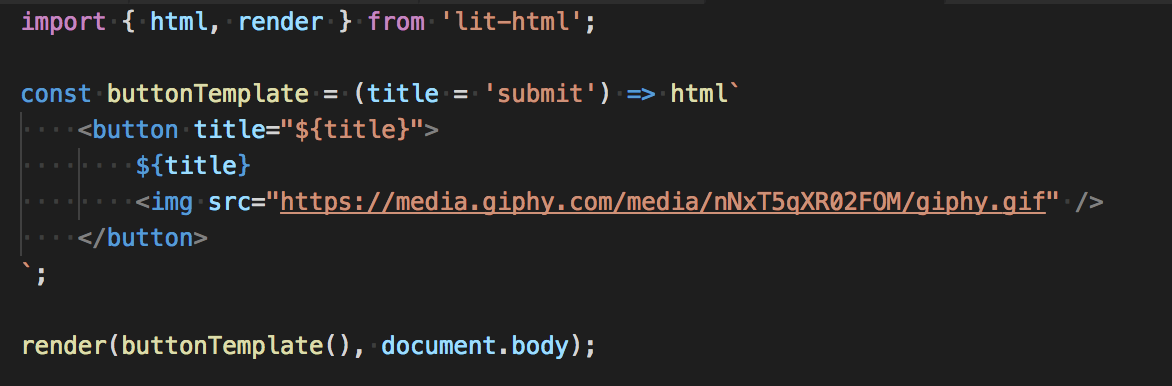 import { html, render } from 'lit-html';
const buttonTemplate = (title = 'submit') => html`
<button title="${title}">
${title}
<img src="https://media.giphy.com/media/nNxT5qXR02FOM/giphy.gif" />
</button>
`;
render(buttonTemplate(), document.body);